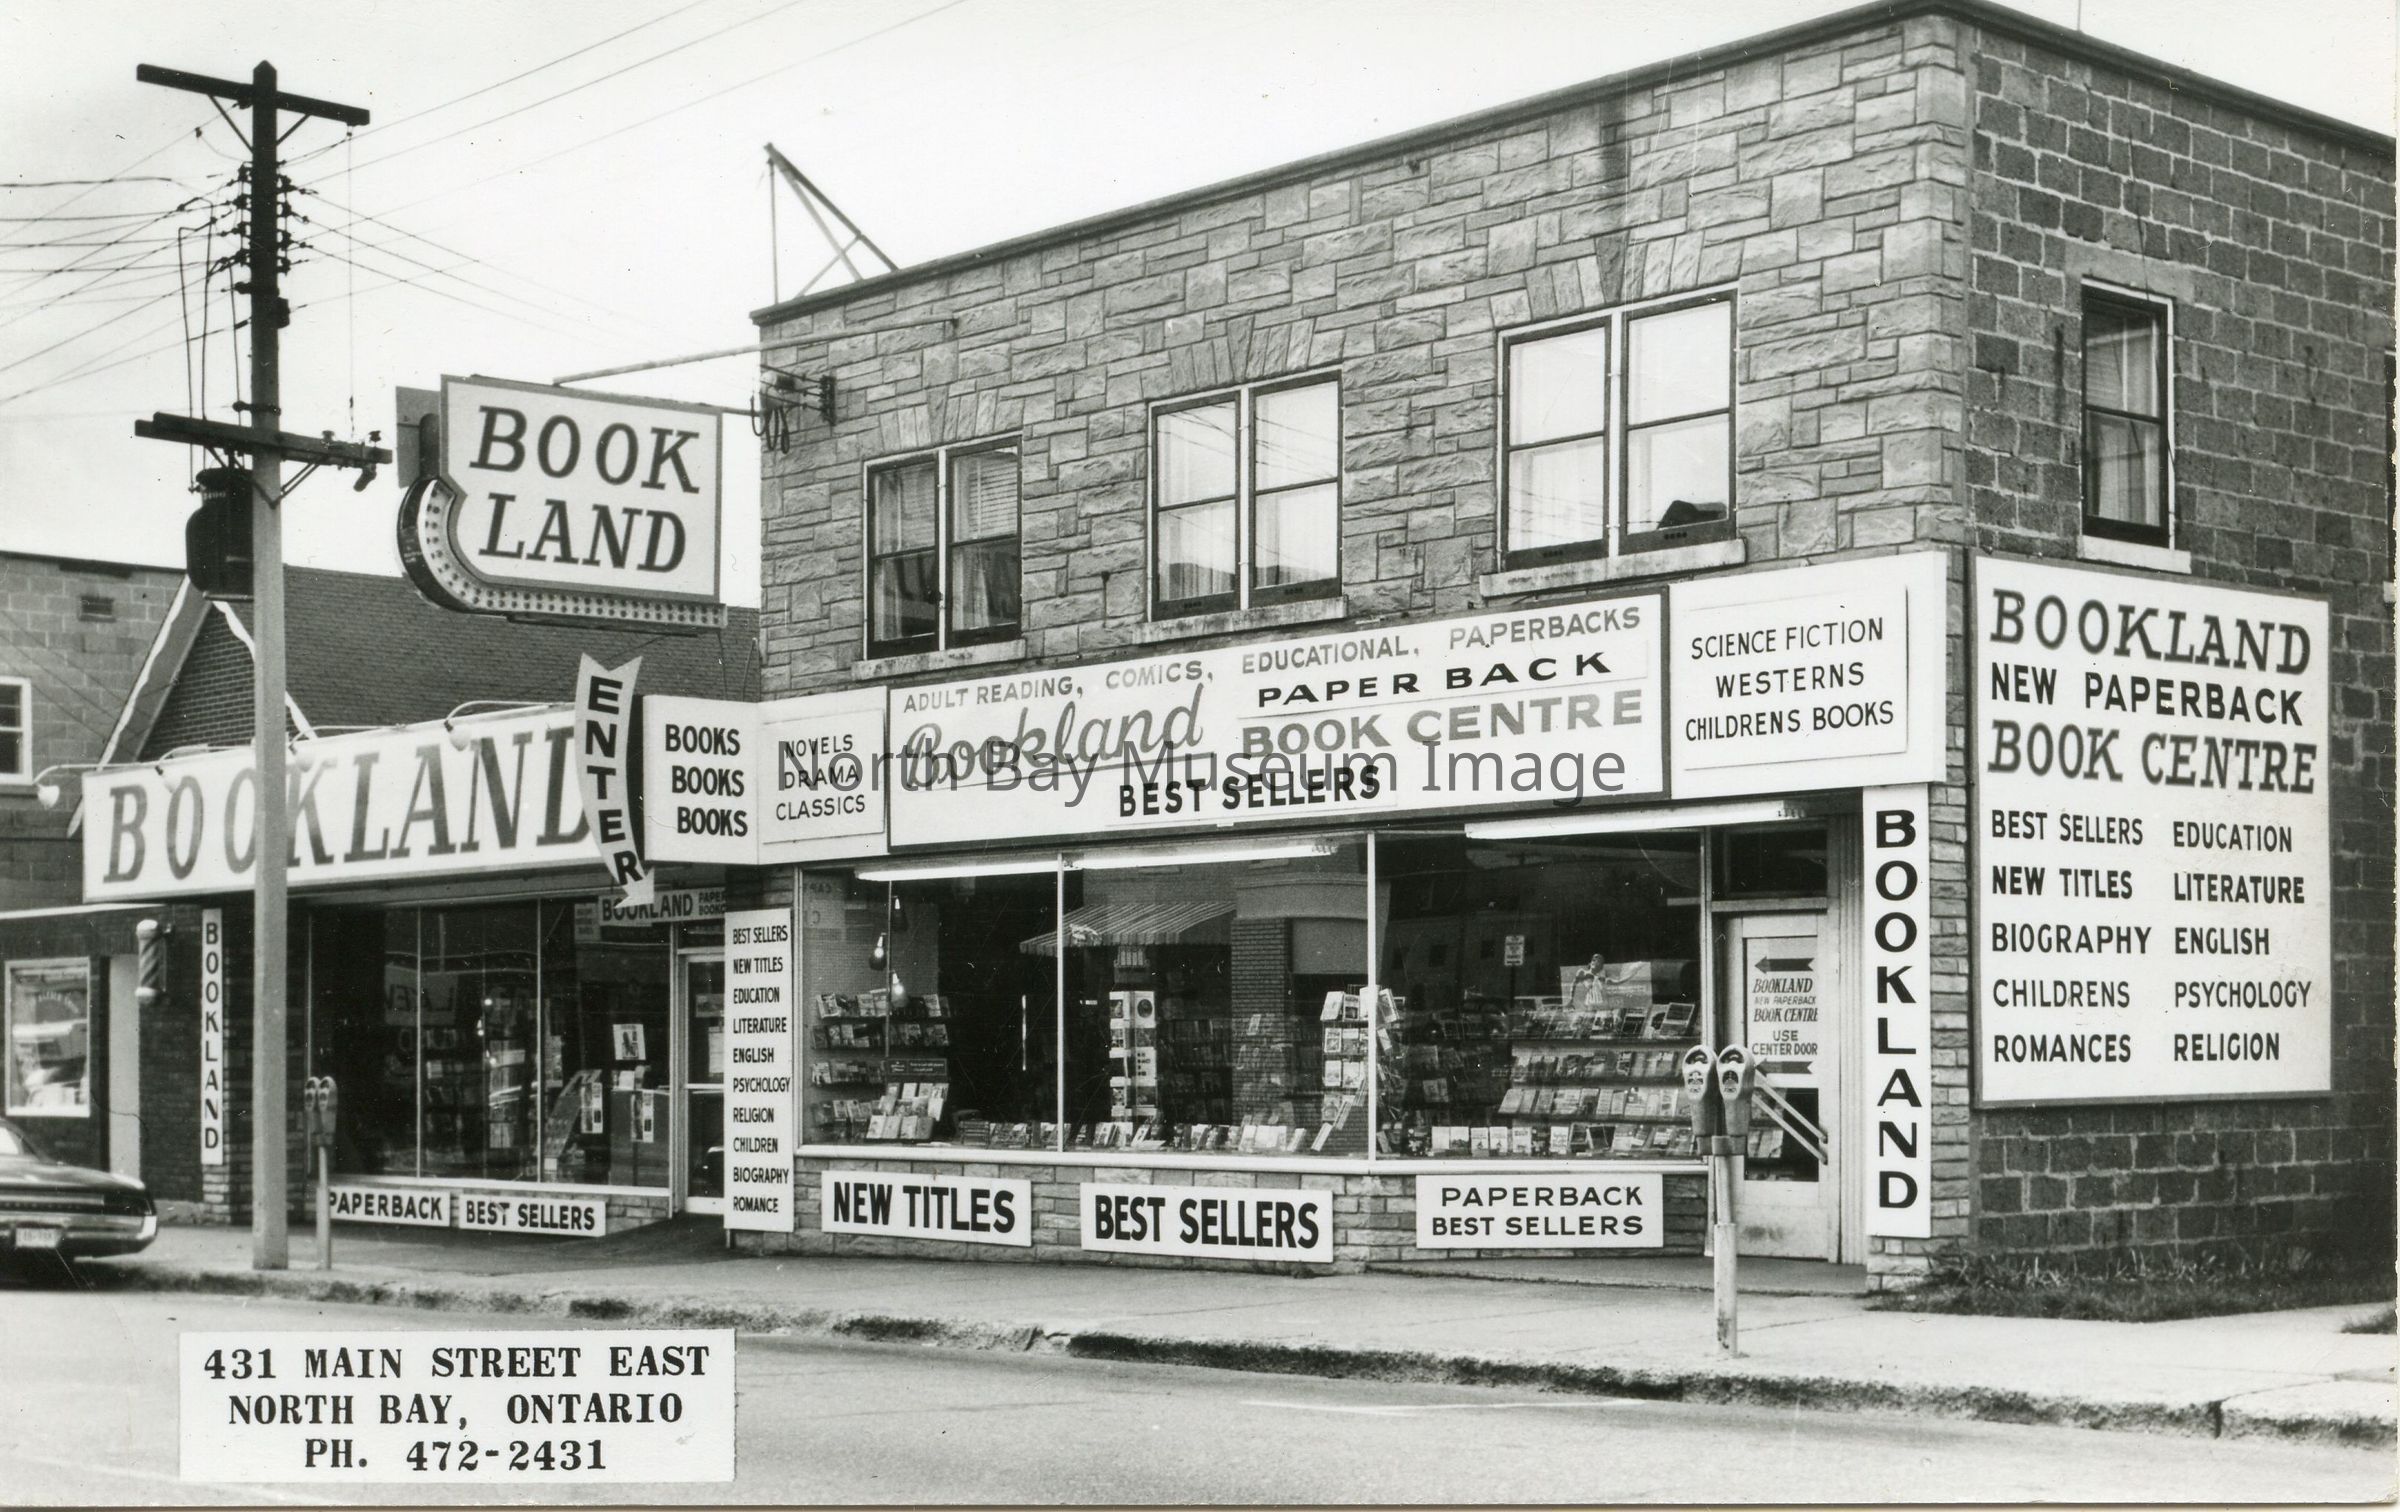 BOOK
LAND
BOOKLAND
ENTER
BOOKS
BOOKS
BOOKS
NOVELS
DRAMA
CLASSICS
ADULT READING, COMICS, EDUCATIONAL, PAPERBACKS
Bookland
PAPER BACK
BOOK CENTRE
BEST SELLERS
SCIENCE FICTION
WESTERNS
CHILDRENS BOOKS
North Bay Museum Image
BOOKLAND
NEW PAPERBACK
BOOK CENTRE
BEST SELLERS EDUCATION
NEW TITLES LITERATURE
BIOGRAPHY ENGLISH
CHILDRENS PSYCHOLOGY
ROMANCES RELIGION
BOOKLAND
BOOKLAND
PAPERBACK
BEST SELLERS
BOOKLAND
BEST SELLERS
NEW TITLES
EDUCATION
LITERATURE
ENGLISH
PSYCHOLOGY
RELIGION
CHILDREN
BIOGRAPHY
ROMANCE
NEW TITLES
BEST SELLERS
PAPERBACK
BEST SELLERS
BOOKLAND
NEW PAPERBACK
BOOK CENTRE
USE
CENTER DOOR
431 MAIN STREET EAST
NORTH BAY, ONTARIO
PH. 472-2431